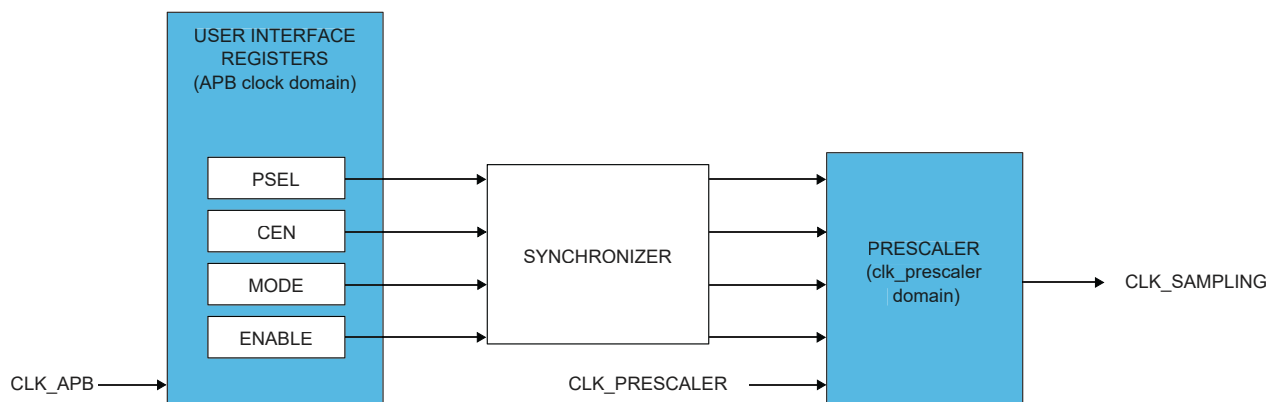 USER INTERFACE
REGISTERS
(APB clock domain)
PSEL
CEN
MODE
ENABLE
CLK_APB
SYNCHRONIZER
CLK_PRESCALER
PRESCALER
(clk_prescaler
domain)
CLK_SAMPLING